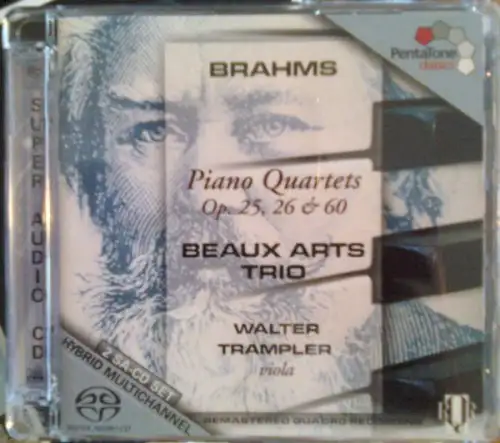 PentaTone
classics
BRAHMS
Piano Quartets
Op. 25, 26 & 60
BEAUX ARTS
TRIO
WALTER
TRAMPLER
viola
SUPER AUDIO CD
2 SA-CD SET
HYBRID MULTICHANNEL
REMASTERED QUADRO RECORDINGS
RQR